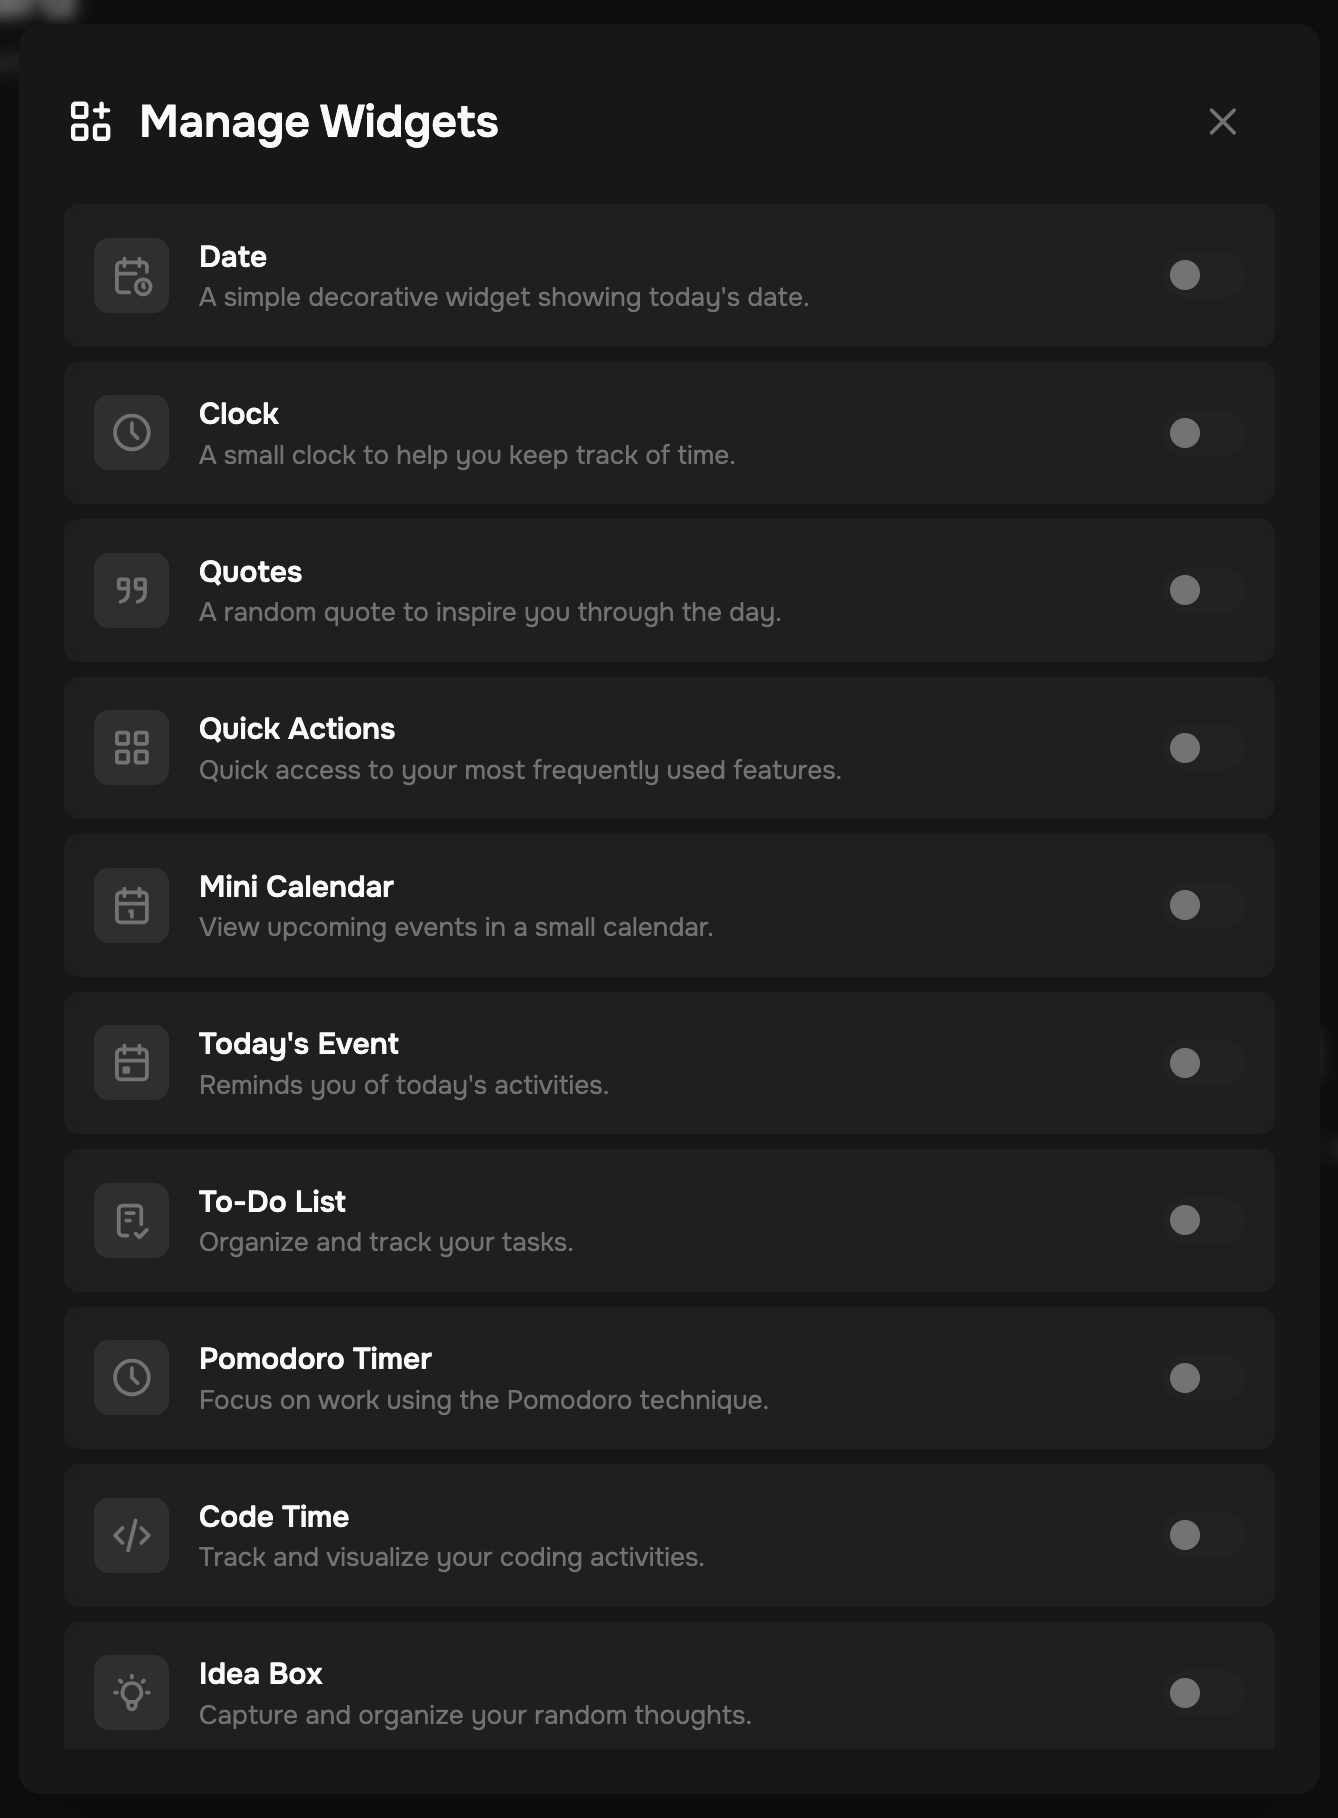 Manage Widgets
Date
A simple decorative widget showing today's date.
Clock
A small clock to help you keep track of time.
Quotes
A random quote to inspire you through the day.
Quick Actions
Quick access to your most frequently used features.
Mini Calendar
View upcoming events in a small calendar.
Today's Event
Reminds you of today's activities.
To-Do List
Organize and track your tasks.
Pomodoro Timer
Focus on work using the Pomodoro technique.
Code Time
Track and visualize your coding activities.
Idea Box
Capture and organize your random thoughts.